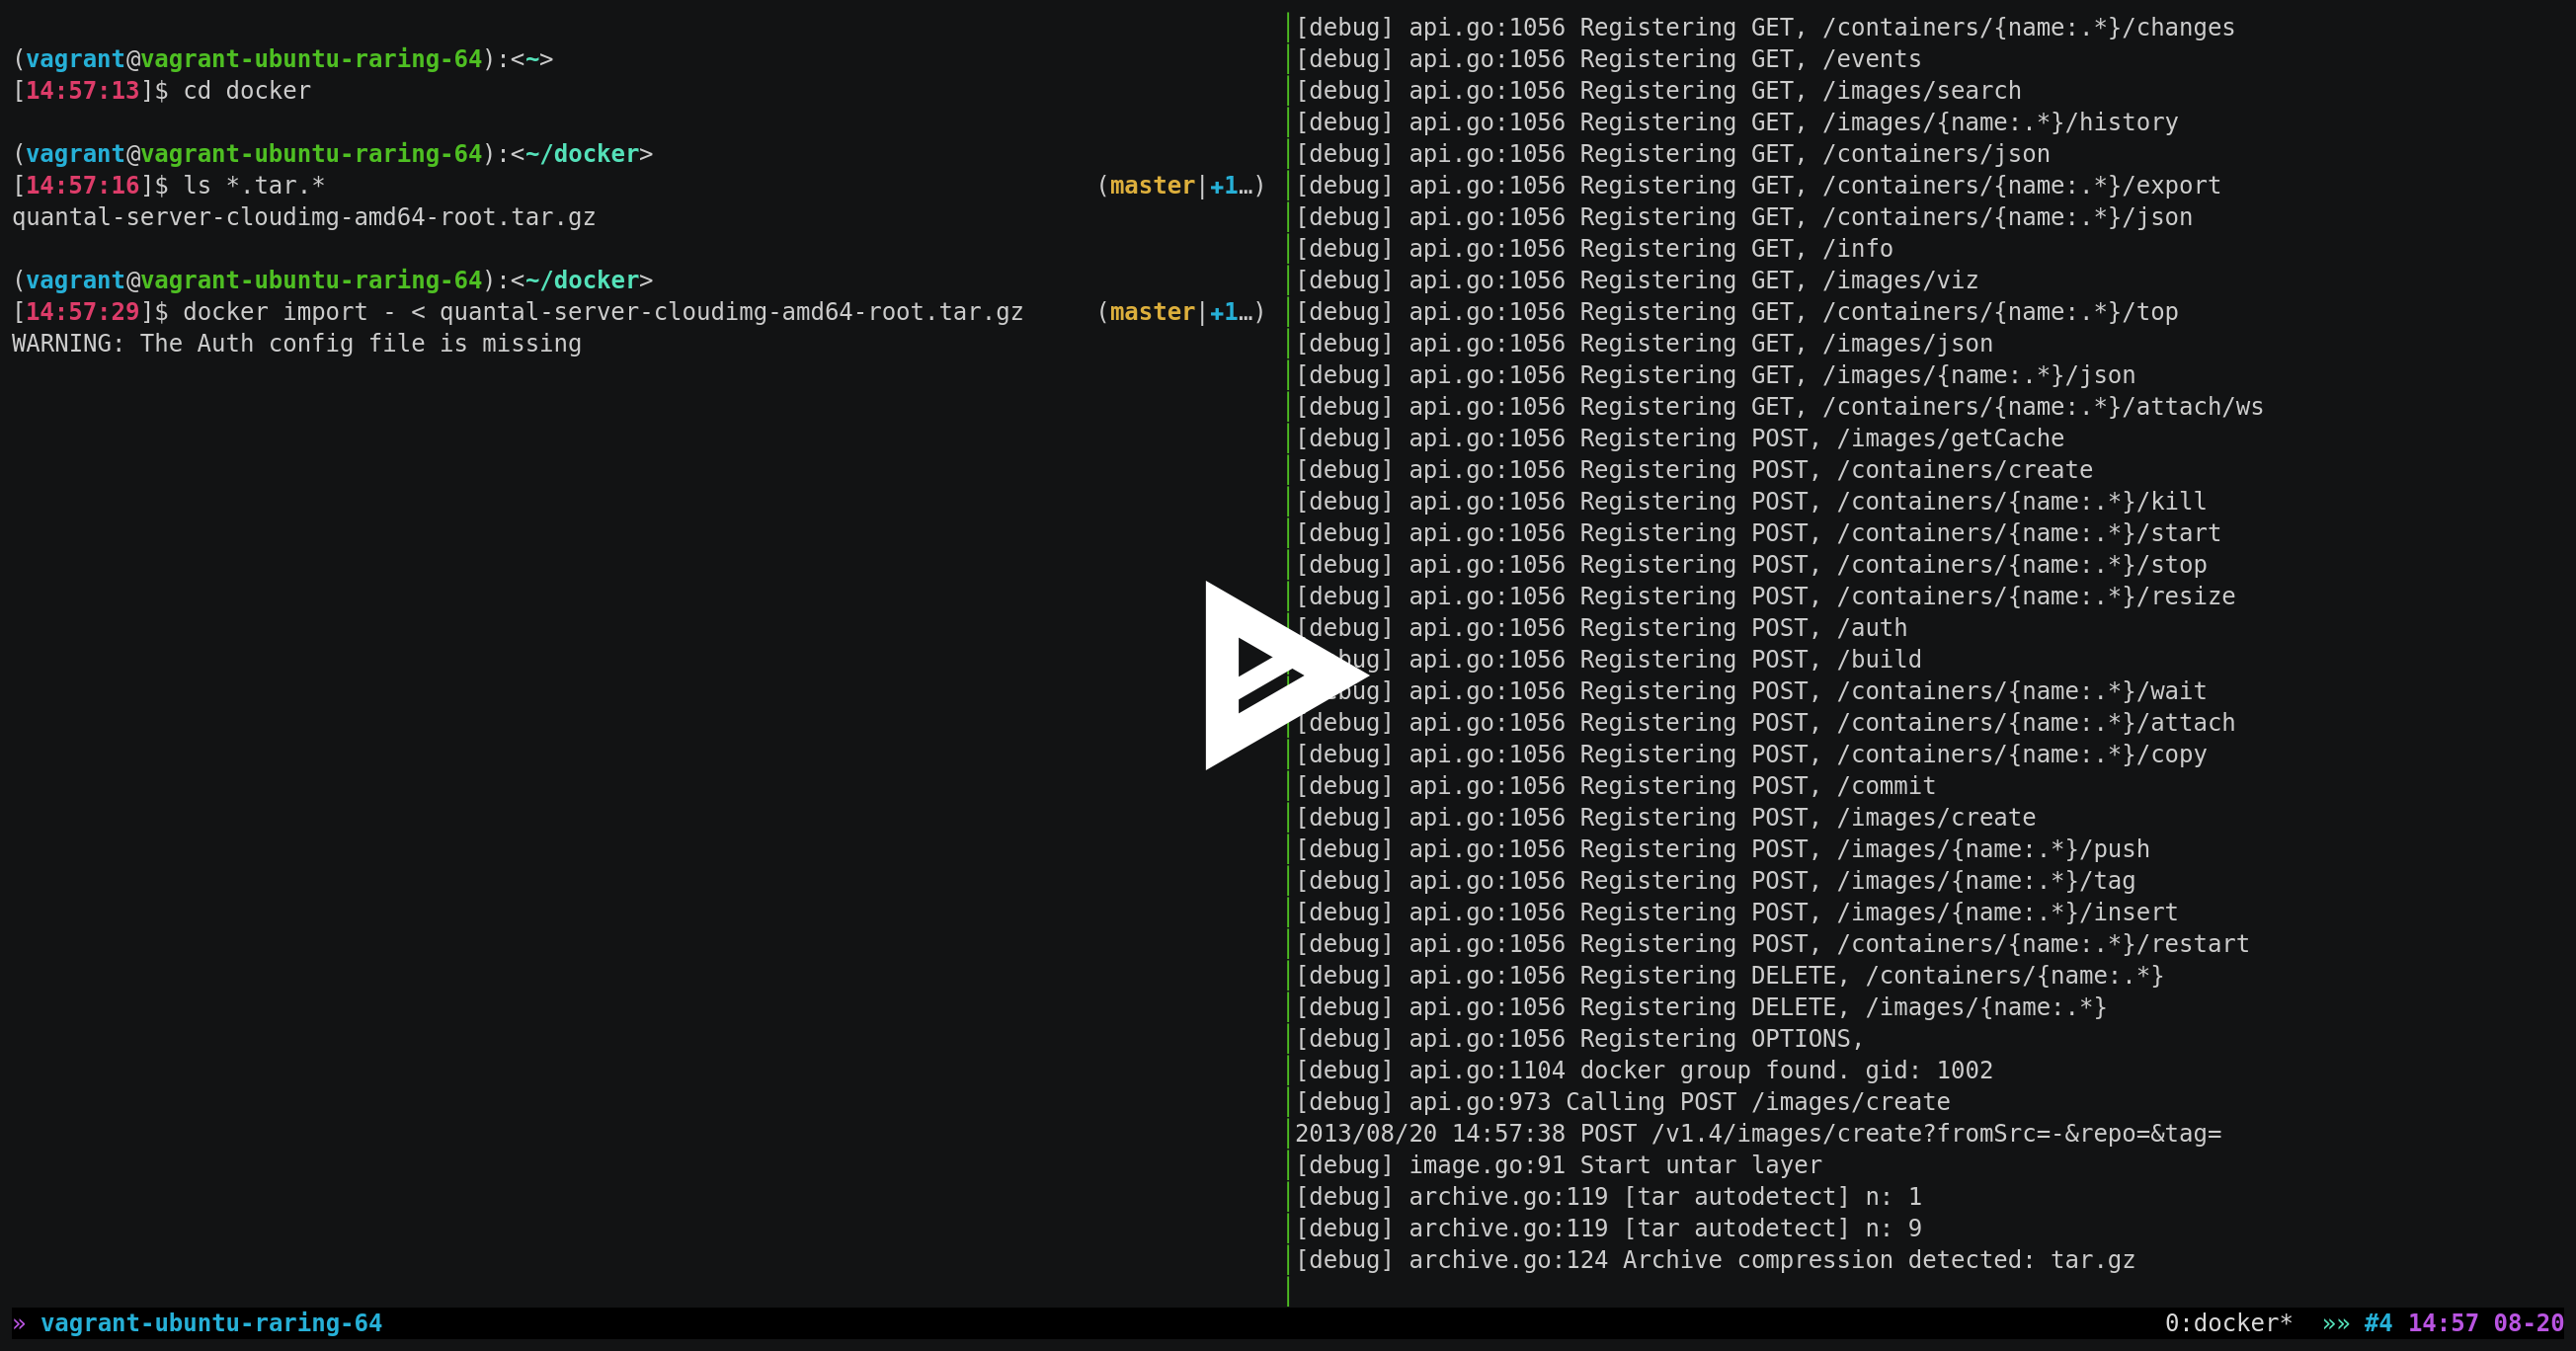 (vagrant@vagrant-ubuntu-raring-64):<~>
[14:57:13]$ cd docker
(vagrant@vagrant-ubuntu-raring-64):<~/docker>
[14:57:16]$ ls *.tar.* (master|+1…)
quantal-server-cloudimg-amd64-root.tar.gz
(vagrant@vagrant-ubuntu-raring-64):<~/docker>
[14:57:29]$ docker import - < quantal-server-cloudimg-amd64-root.tar.gz (master|+1…)
WARNING: The Auth config file is missing
[debug] api.go:1056 Registering GET, /containers/{name:.*}/changes
[debug] api.go:1056 Registering GET, /events
[debug] api.go:1056 Registering GET, /images/search
[debug] api.go:1056 Registering GET, /images/{name:.*}/history
[debug] api.go:1056 Registering GET, /containers/json
[debug] api.go:1056 Registering GET, /containers/{name:.*}/export
[debug] api.go:1056 Registering GET, /containers/{name:.*}/json
[debug] api.go:1056 Registering GET, /info
[debug] api.go:1056 Registering GET, /images/viz
[debug] api.go:1056 Registering GET, /containers/{name:.*}/top
[debug] api.go:1056 Registering GET, /images/json
[debug] api.go:1056 Registering GET, /images/{name:.*}/json
[debug] api.go:1056 Registering GET, /containers/{name:.*}/attach/ws
[debug] api.go:1056 Registering POST, /images/getCache
[debug] api.go:1056 Registering POST, /containers/create
[debug] api.go:1056 Registering POST, /containers/{name:.*}/kill
[debug] api.go:1056 Registering POST, /containers/{name:.*}/start
[debug] api.go:1056 Registering POST, /containers/{name:.*}/stop
[debug] api.go:1056 Registering POST, /containers/{name:.*}/resize
[debug] api.go:1056 Registering POST, /auth
bug] api.go:1056 Registering POST, /build
bug] api.go:1056 Registering POST, /containers/{name:.*}/wait
[debug] api.go:1056 Registering POST, /containers/{name:.*}/attach
[debug] api.go:1056 Registering POST, /containers/{name:.*}/copy
[debug] api.go:1056 Registering POST, /commit
[debug] api.go:1056 Registering POST, /images/create
[debug] api.go:1056 Registering POST, /images/{name:.*}/push
[debug] api.go:1056 Registering POST, /images/{name:.*}/tag
[debug] api.go:1056 Registering POST, /images/{name:.*}/insert
[debug] api.go:1056 Registering POST, /containers/{name:.*}/restart
[debug] api.go:1056 Registering DELETE, /containers/{name:.*}
[debug] api.go:1056 Registering DELETE, /images/{name:.*}
[debug] api.go:1056 Registering OPTIONS,
[debug] api.go:1104 docker group found. gid: 1002
[debug] api.go:973 Calling POST /images/create
2013/08/20 14:57:38 POST /v1.4/images/create?fromSrc=-&repo=&tag=
[debug] image.go:91 Start untar layer
[debug] archive.go:119 [tar autodetect] n: 1
[debug] archive.go:119 [tar autodetect] n: 9
[debug] archive.go:124 Archive compression detected: tar.gz
» vagrant-ubuntu-raring-64 0:docker* »» #4 14:57 08-20